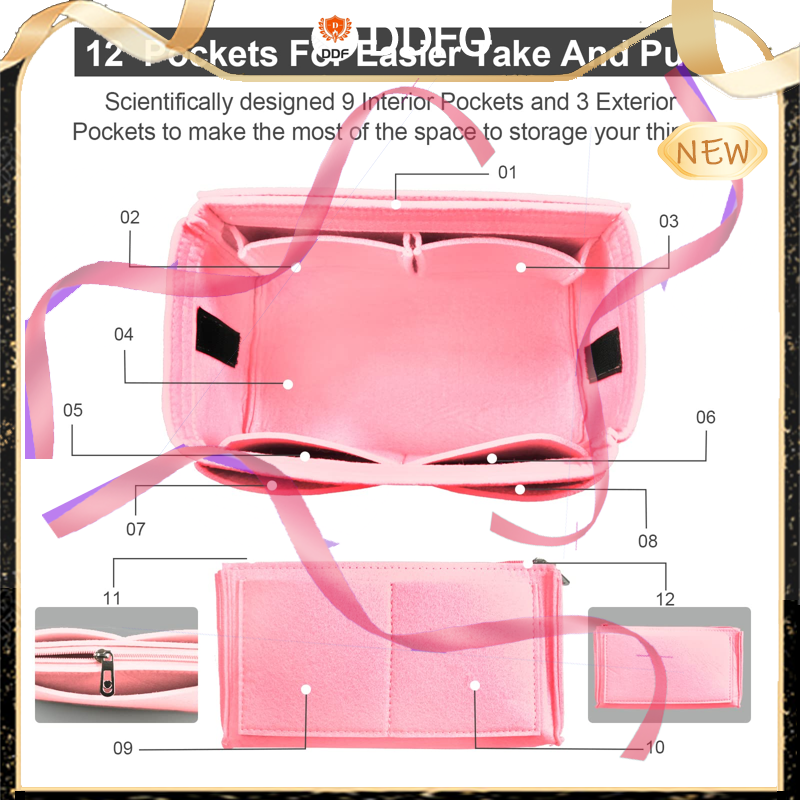 DDFO
DDF
12 Pockets For Easier Take And Pu
Scientifically designed 9 Interior Pockets and 3 Exterior
Pockets to make the most of the space to storage your thin
NEW
01
02
03
04
05
06
07
08
11
12
09
10